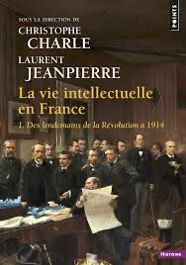 SOUS LA DIRECTION DE
CHRISTOPHE
CHARLE
LAURENT
JEANPIERRE
POINTS
La vie intellectuelle
en France
1. Des lendemains de la Révolution à 1914
Histoire